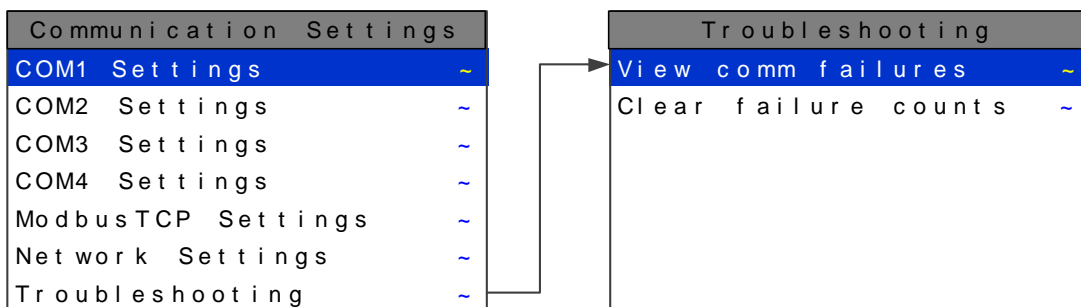 Communication Settings
COM1 Settings ~
COM2 Settings ~
COM3 Settings ~
COM4 Settings ~
ModbusTCP Settings ~
Network Settings ~
Troubleshooting ~
Troubleshooting
View comm failures ~
Clear failure counts ~